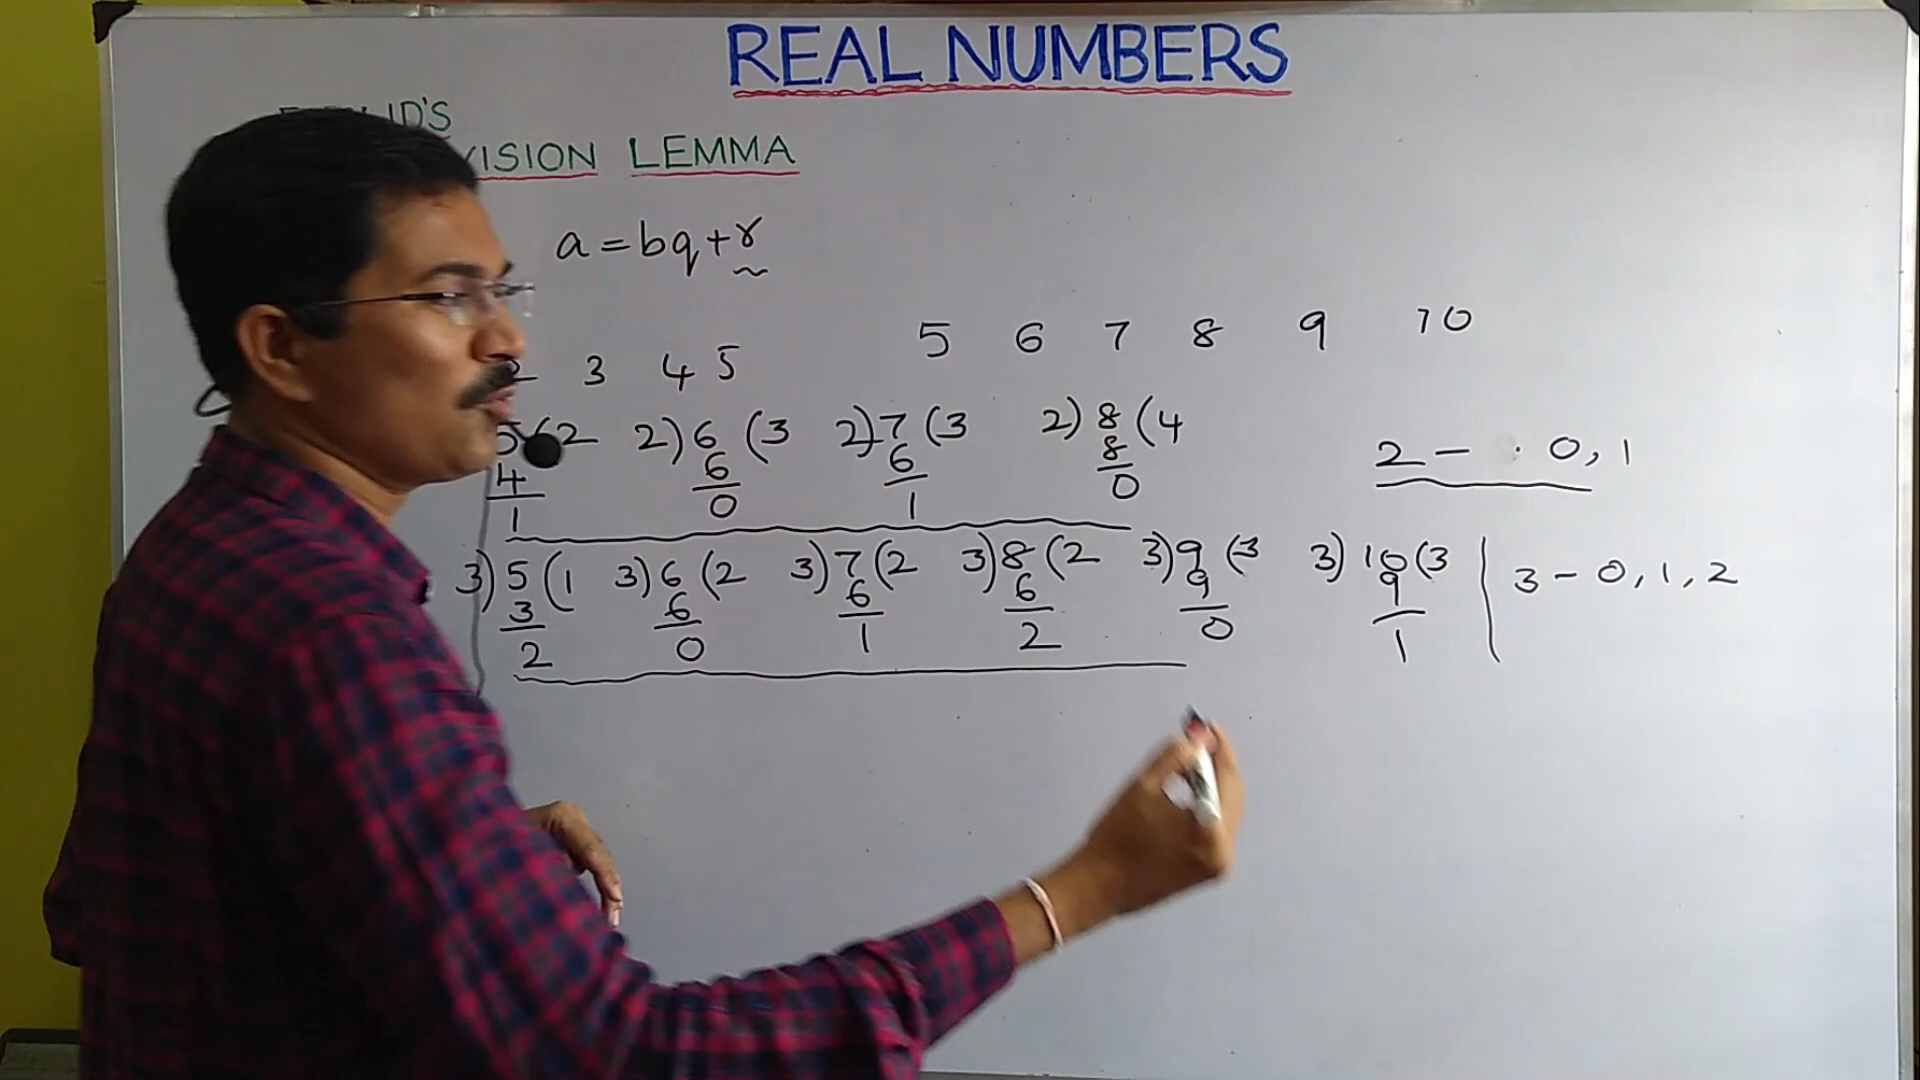 REAL NUMBERS
LEMMA
a = bq + r
5 6 7 8 9 10
2 3 4 5
5(2 2)6(3 2)7(3 2)8(4
4 6 6 8
1 0 1 0
2 - 0, 1
3)5(1 3)6(2 3)7(2 3)8(2 3)9(3 3)10(3 3 - 0, 1, 2
3 6 6 6 9 9
2 0 1 2 0 1